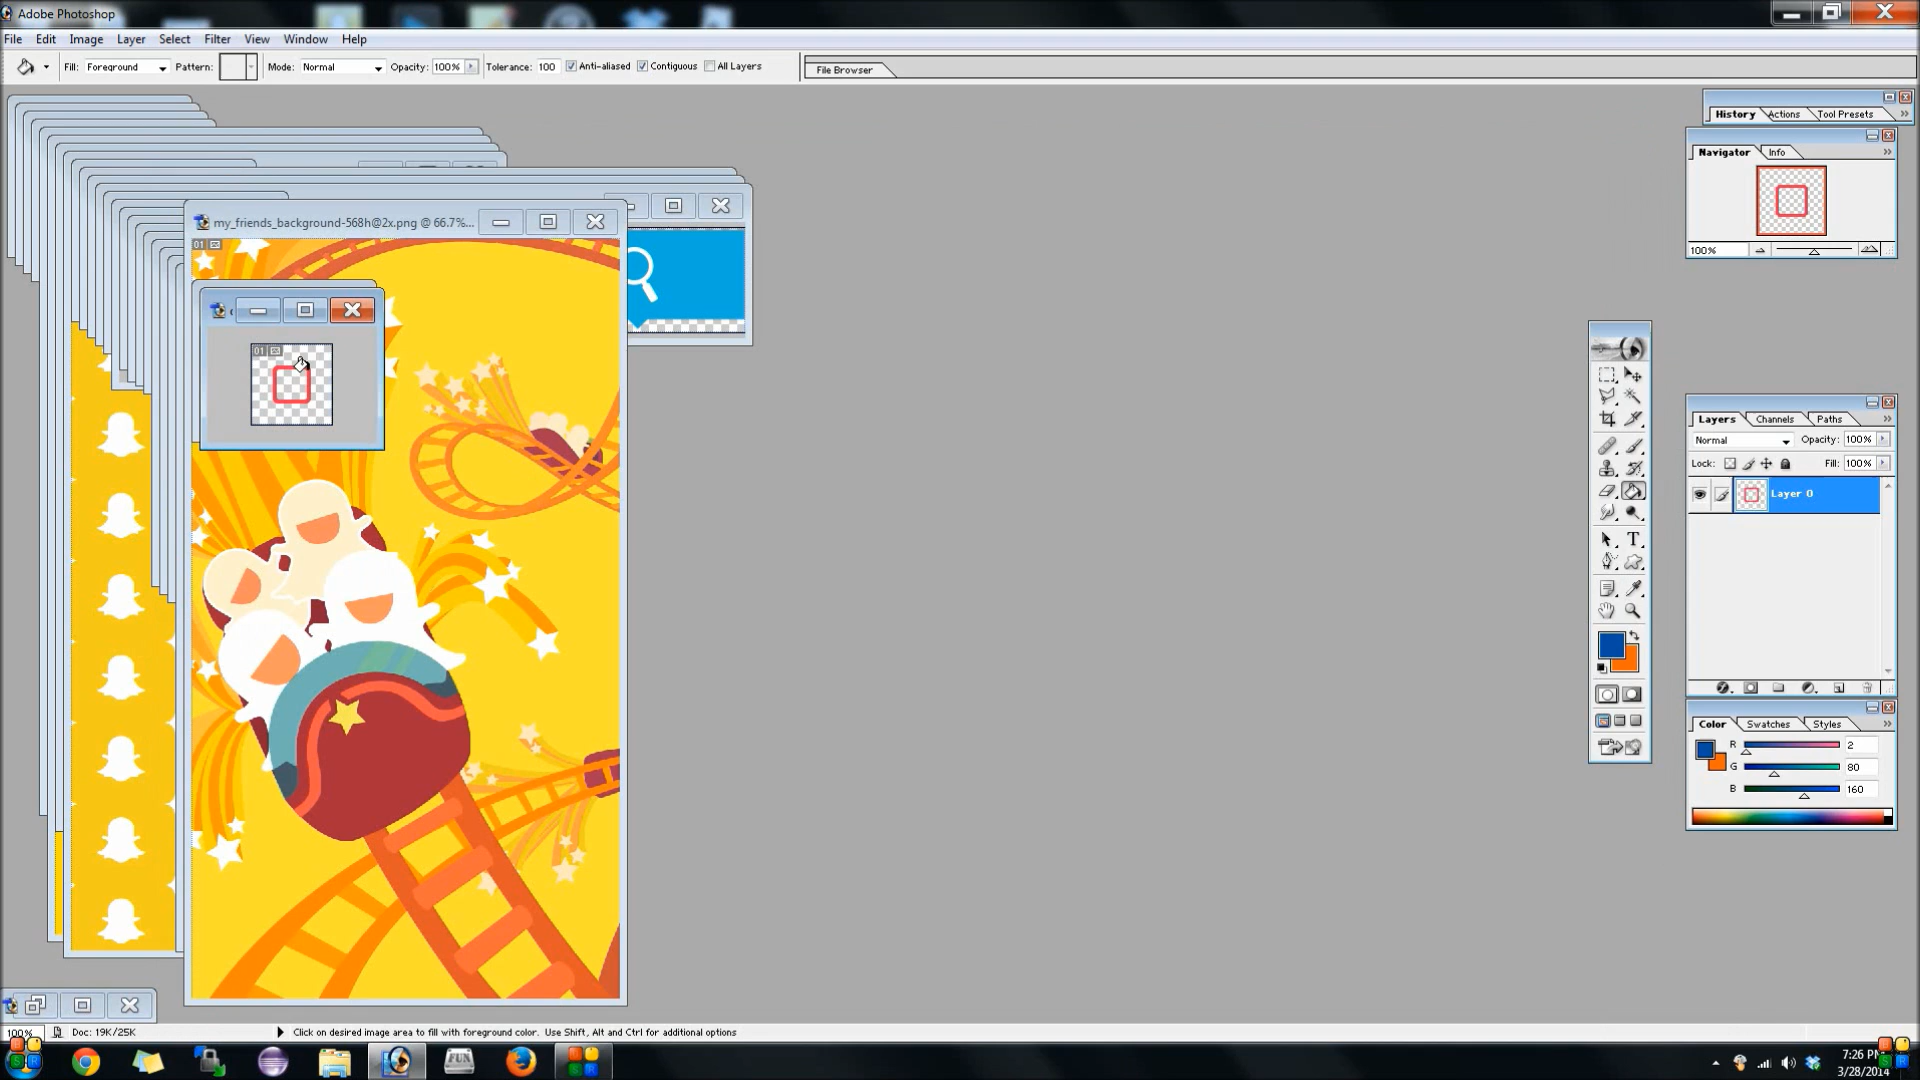 Adobe Photoshop
File Edit Image Layer Select Filter View Window Help
Fill: Foreground Pattern: Mode: Normal Opacity: 100% Tolerance: 100 Anti-aliased Contiguous All Layers File Browser
History Actions Tool Presets
Navigator Info
my_friends_background-568h@2x.png @ 66.7%...
01
100%
01
Layers Channels Paths
Normal Opacity: 100%
Lock: Fill: 100%
Layer 0
Color Swatches Styles
R 2
G 80
B 160
100% Doc: 19K/25K Click on desired image area to fill with foreground color. Use Shift, Alt and Ctrl for additional options
FUN
7:26 PM
3/28/2014